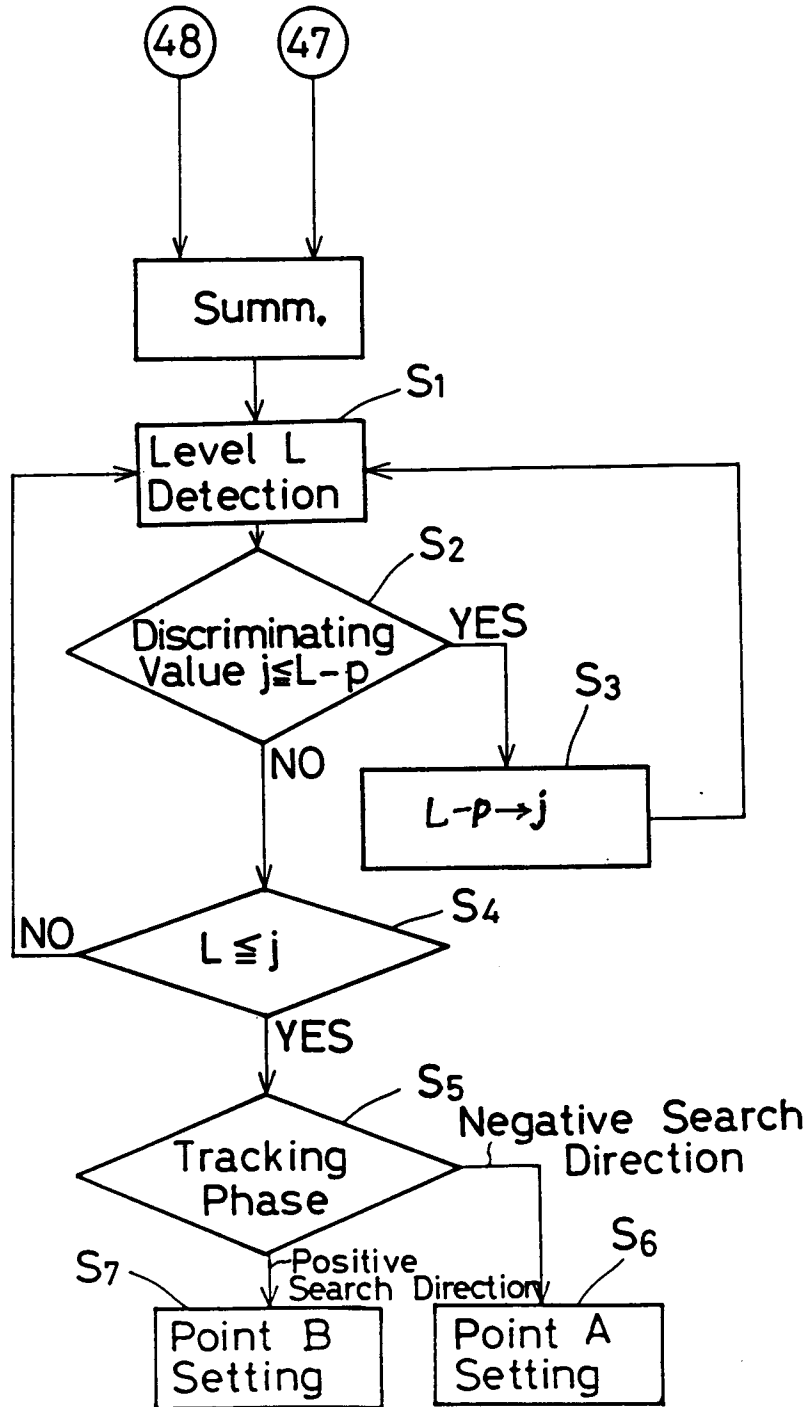 48 47
Summ.
S1
Level L
Detection
S2
Discriminating
Value j≦L-p
YES
S3
NO
L-p→j
S4
NO
L≦j
YES
S5
Negative Search
Direction
Tracking
Phase
S6
S7
Positive
Search Direction
Point B
Setting
Point A
Setting